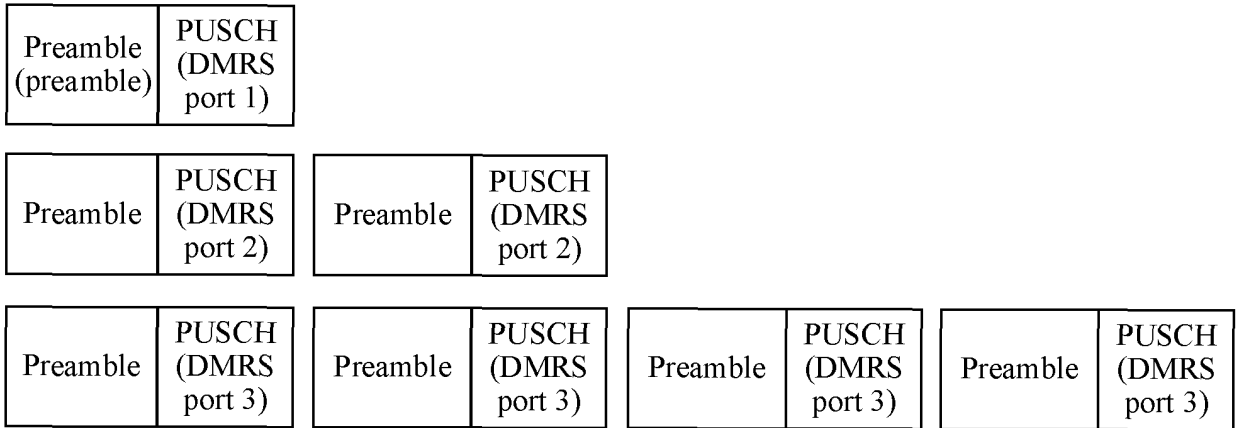 Preamble
(preamble)
PUSCH
(DMRS
port 1)
Preamble
PUSCH
(DMRS
port 2)
Preamble
PUSCH
(DMRS
port 2)
Preamble
PUSCH
(DMRS
port 3)
Preamble
PUSCH
(DMRS
port 3)
Preamble
PUSCH
(DMRS
port 3)
Preamble
PUSCH
(DMRS
port 3)